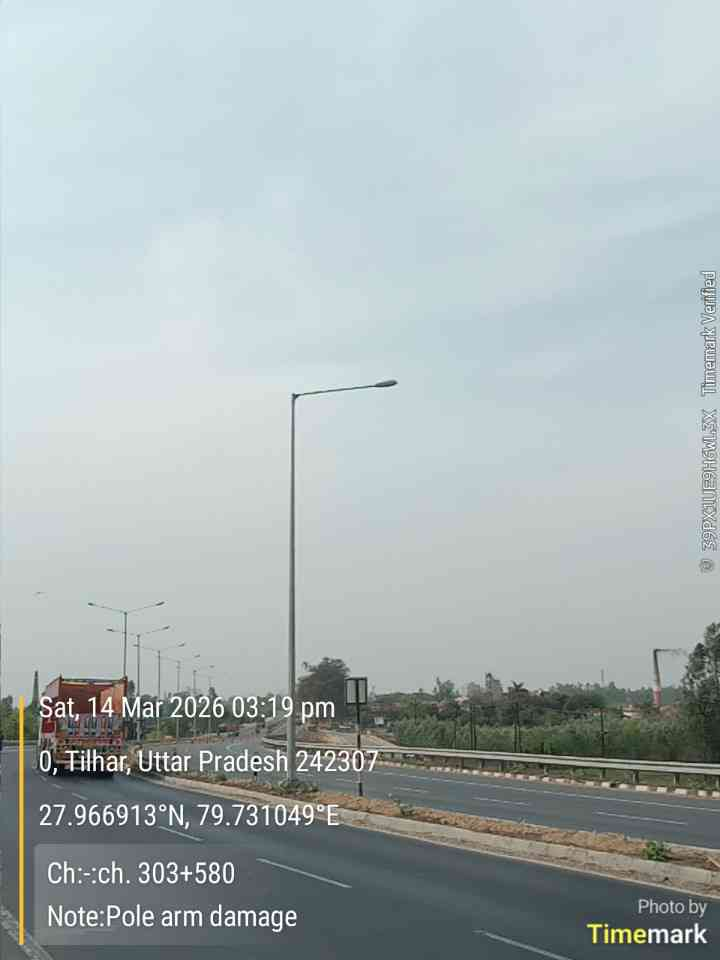 Sat, 14 Mar 2026 03:19 pm
0, Tilhar, Uttar Pradesh 242307
27.966913°N, 79.731049°E
Ch:-:ch. 303+580
Note:Pole arm damage
Photo by
Timemark
Timemark Verified